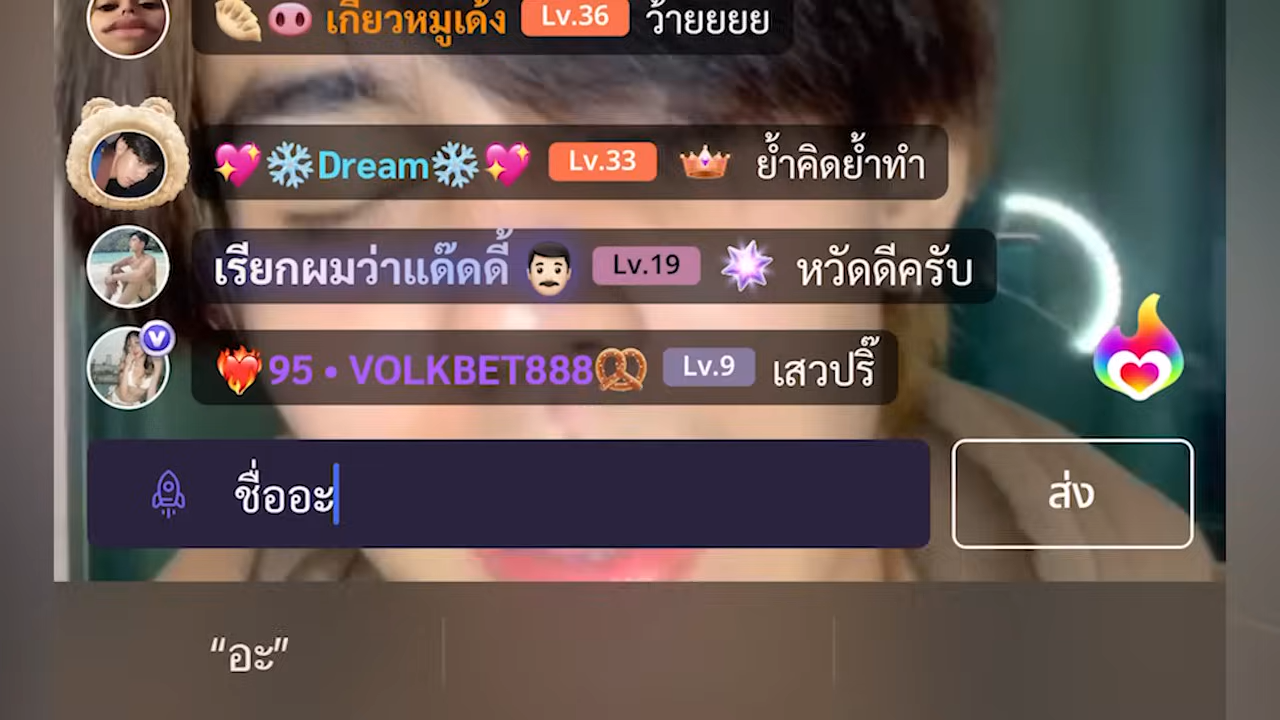 เกี๊ยวหมูเด้ง Lv.36 ว้ายยยย
Dream Lv.33 ย้ำคิดย้ำทำ
เรียกผมว่าแด๊ดดี้ Lv.19 หวัดดีครับ
95 • VOLKBET888 Lv.9 เสวปรี๊
ชื่ออะ ส่ง
“อะ”